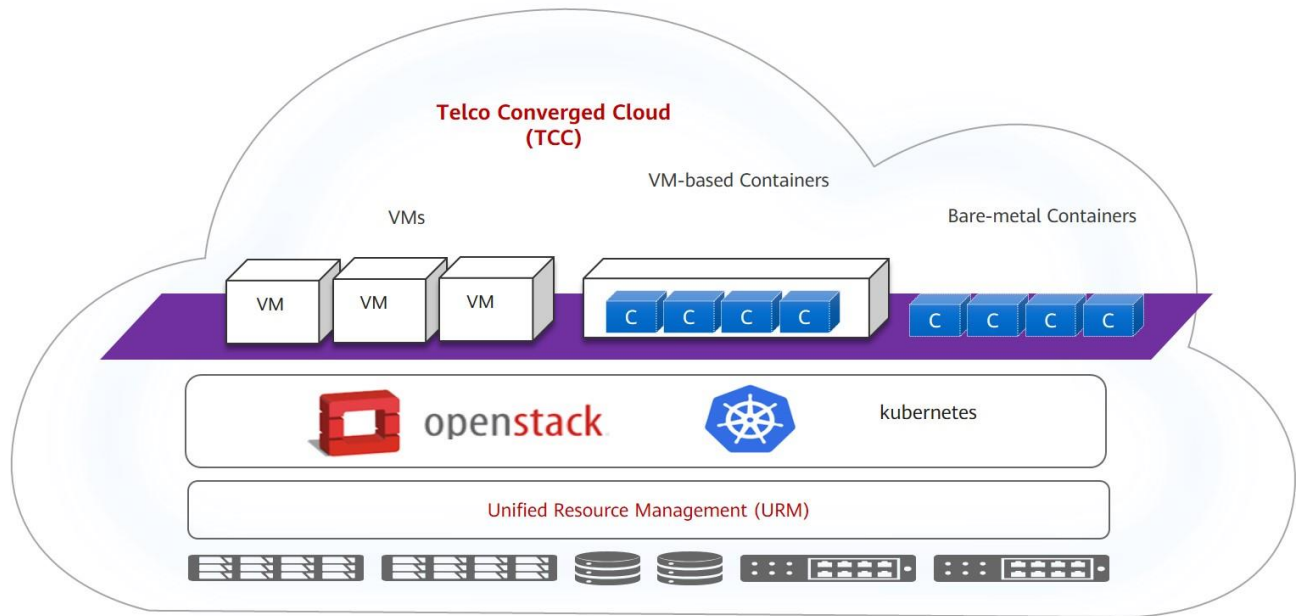 Telco Converged Cloud
(TCC)
VM-based Containers
VMs
Bare-metal Containers
VM
VM
VM
C
C
C
C
C
C
C
C
openstack
kubernetes
Unified Resource Management (URM)